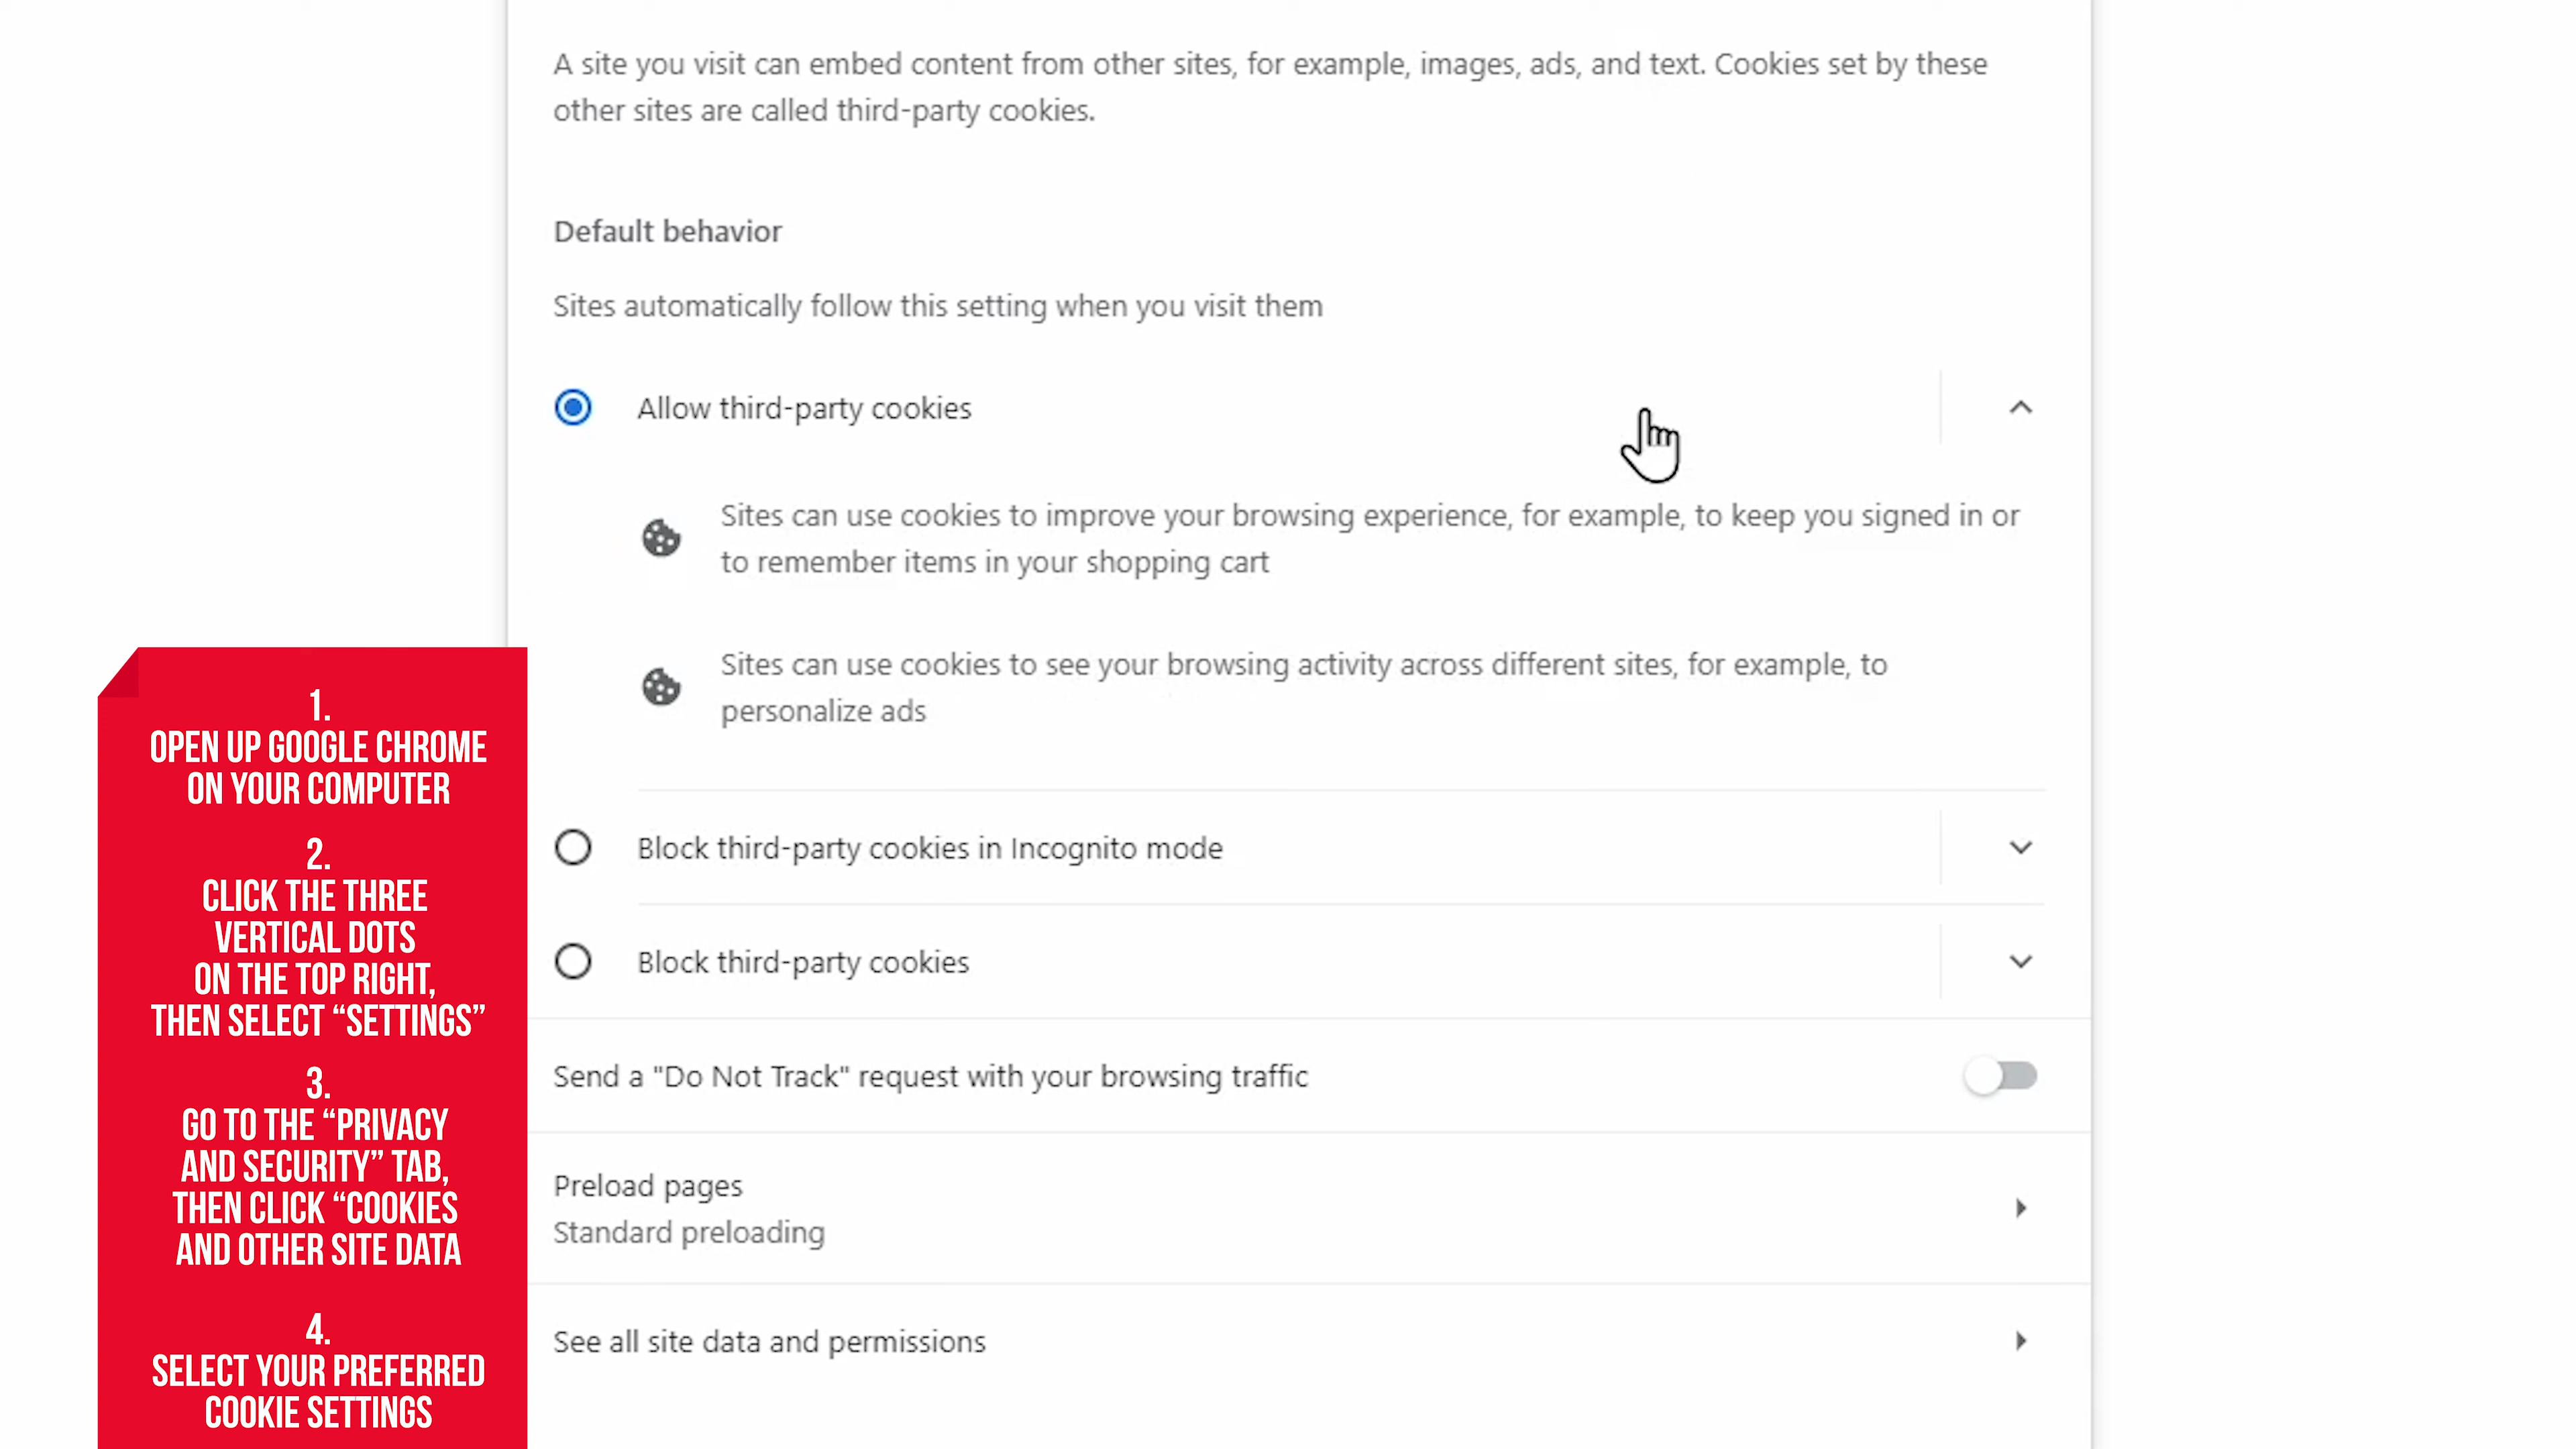 A site you visit can embed content from other sites, for example, images, ads, and text. Cookies set by these
other sites are called third-party cookies.
Default behavior
Sites automatically follow this setting when you visit them
Allow third-party cookies
Sites can use cookies to improve your browsing experience, for example, to keep you signed in or
to remember items in your shopping cart
Sites can use cookies to see your browsing activity across different sites, for example, to
personalize ads
Block third-party cookies in Incognito mode
Block third-party cookies
Send a "Do Not Track" request with your browsing traffic
Preload pages
Standard preloading
See all site data and permissions
1.
OPEN UP GOOGLE CHROME
ON YOUR COMPUTER
2.
CLICK THE THREE
VERTICAL DOTS
ON THE TOP RIGHT,
THEN SELECT “SETTINGS”
3.
GO TO THE “PRIVACY
AND SECURITY” TAB,
THEN CLICK “COOKIES
AND OTHER SITE DATA
4.
SELECT YOUR PREFERRED
COOKIE SETTINGS